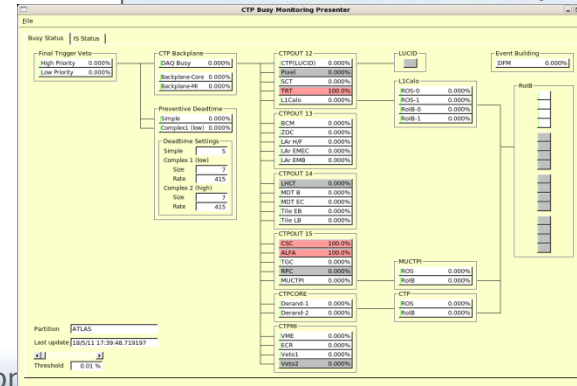 CTP Busy Monitoring Presenter
File
Busy Status
IS Status
Final Trigger Veto
High Priority 0.000%
Low Priority 0.000%
CTP Backplane
DAQ Busy 0.000%
Backplane-Core 0.000%
Backplane-MI 0.000%
Preventive Deadtime
Simple 0.000%
Complex1 (low) 0.000%
Deadtime Settings
Simple 5
Complex 1 (low)
Size 7
Rate 415
Complex 2 (high)
Size 7
Rate 415
CTPOUT 12
CTP(LUCID) 0.000%
Pixel 0.000%
SCT 0.000%
TRT 100.0%
L1Calo 0.000%
CTPOUT 13
BCM 0.000%
ZDC 0.000%
LAr H/F 0.000%
LAr EMEC 0.000%
LAr EMB 0.000%
CTPOUT 14
LHCf 0.000%
MDT B 0.000%
MDT EC 0.000%
Tile EB 0.000%
Tile LB 0.000%
CTPOUT 15
CSC 100.0%
ALFA 100.0%
TGC 0.000%
RPC 0.000%
MUCTPI 0.000%
CTPCORE
Derand-1 0.000%
Derand-2 0.000%
CTPMI
VME 0.000%
ECR 0.000%
Veto1 0.000%
Veto2 0.000%
LUCID
L1Calo
ROS-0 0.000%
ROS-1 0.000%
RoIB-0 0.000%
RoIB-1 0.000%
MUCTPI
ROS 0.000%
RoIB 0.000%
CTP
ROS 0.000%
RoIB 0.000%
Event Building
DFM 0.000%
RoIB
Partition ATLAS
Last update 18/5/11 17:39:48.719197
Threshold 0.01 %